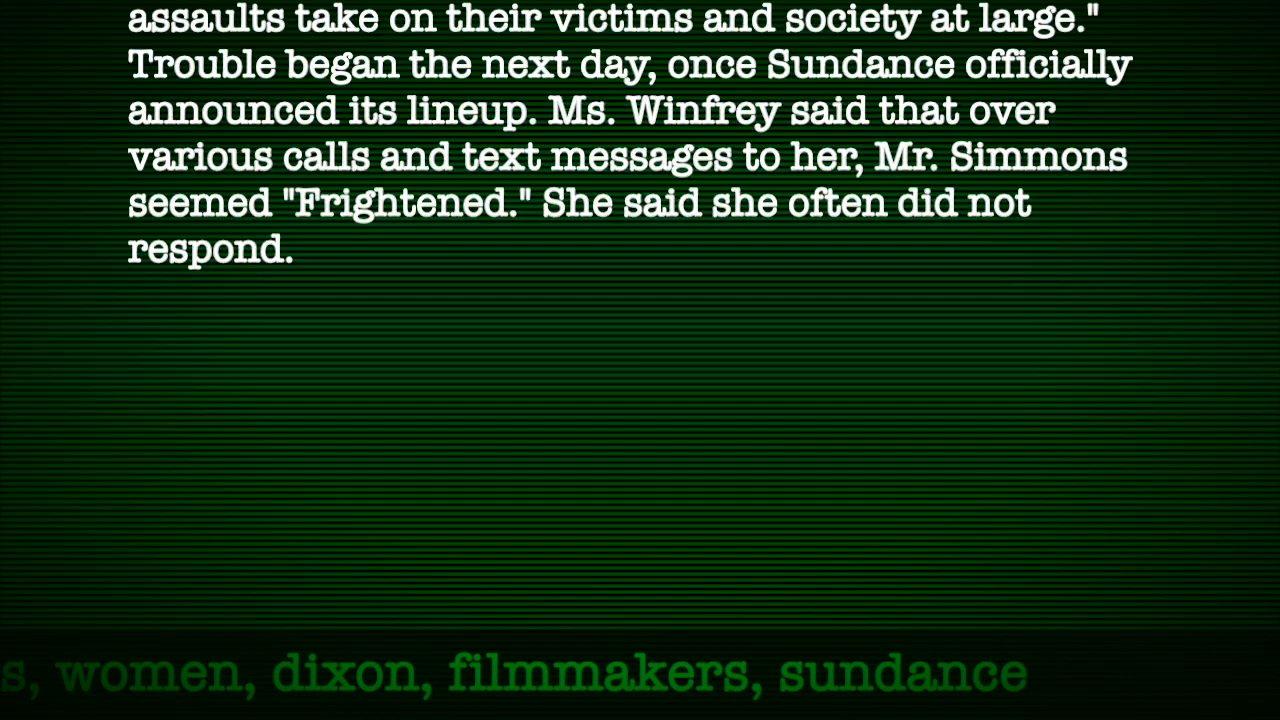 assaults take on their victims and society at large."
Trouble began the next day, once Sundance officially
announced its lineup. Ms. Winfrey said that over
various calls and text messages to her, Mr. Simmons
seemed "Frightened." She said she often did not
respond.
s, women, dixon, filmmakers, sundance